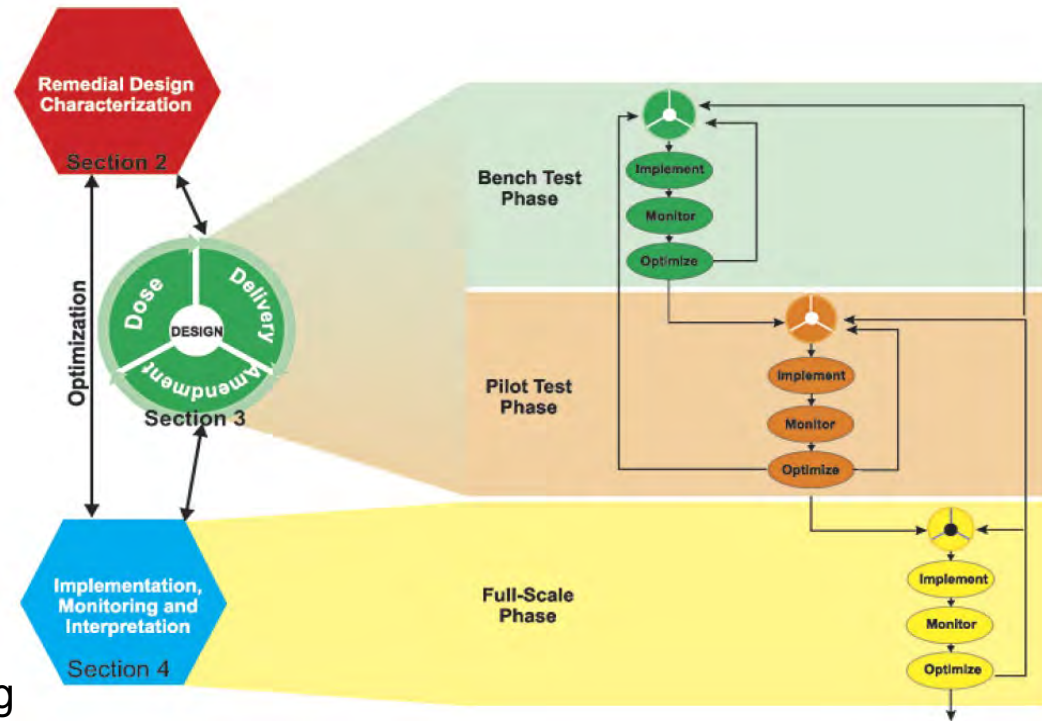 Remedial Design
Characterization
Section 2
Optimization
Dose
Delivery
Amendment
DESIGN
Section 3
Implementation,
Monitoring and
Interpretation
Section 4
g
Bench Test
Phase
Implement
Monitor
Optimize
Pilot Test
Phase
Implement
Monitor
Optimize
Full-Scale
Phase
Implement
Monitor
Optimize